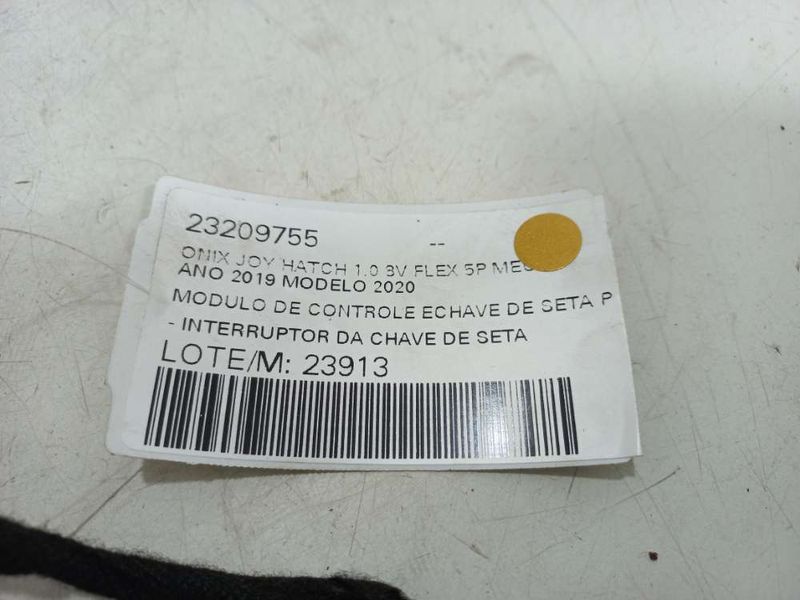 23209755 --
ONIX JOY HATCH 1.0 8V FLEX 5P MEC
ANO 2019 MODELO 2020
MODULO DE CONTROLE ECHAVE DE SETA P
- INTERRUPTOR DA CHAVE DE SETA
LOTE/M: 23913